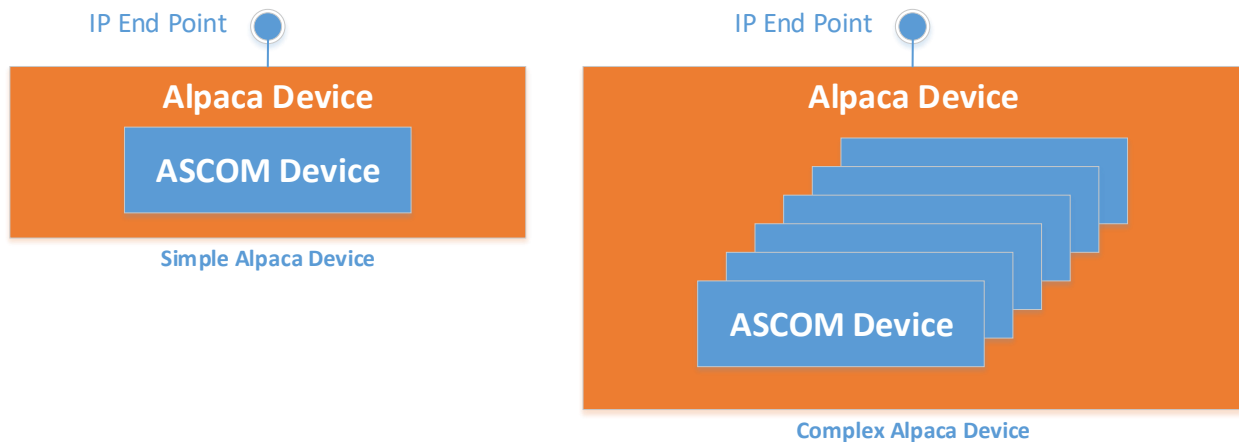 IP End Point
Alpaca Device
ASCOM Device
Simple Alpaca Device
IP End Point
Alpaca Device
ASCOM Device
Complex Alpaca Device